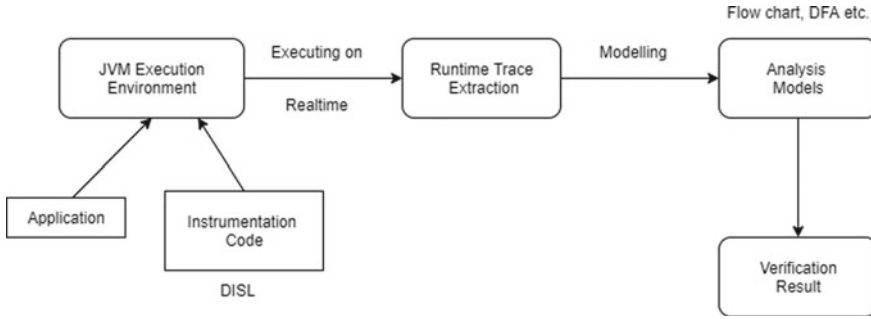 Flow chart, DFA etc.
JVM Execution
Environment
Executing on
Realtime
Runtime Trace
Extraction
Modelling
Analysis
Models
Application
Instrumentation
Code
DISL
Verification
Result